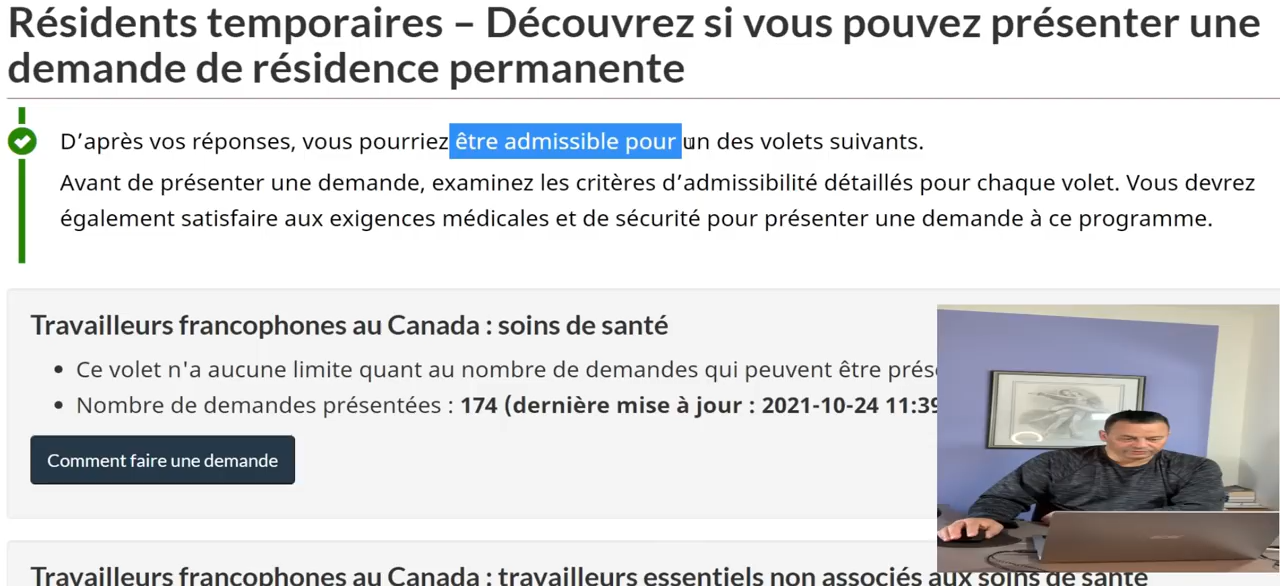 Résidents temporaires – Découvrez si vous pouvez présenter une
demande de résidence permanente
D’après vos réponses, vous pourriez être admissible pour un des volets suivants.
Avant de présenter une demande, examinez les critères d’admissibilité détaillés pour chaque volet. Vous devrez
également satisfaire aux exigences médicales et de sécurité pour présenter une demande à ce programme.
Travailleurs francophones au Canada : soins de santé
Ce volet n'a aucune limite quant au nombre de demandes qui peuvent être prése
Nombre de demandes présentées : 174 (dernière mise à jour : 2021-10-24 11:39
Comment faire une demande
Travailleurs francophones au Canada : travailleurs essentiels non associés aux soins de santé